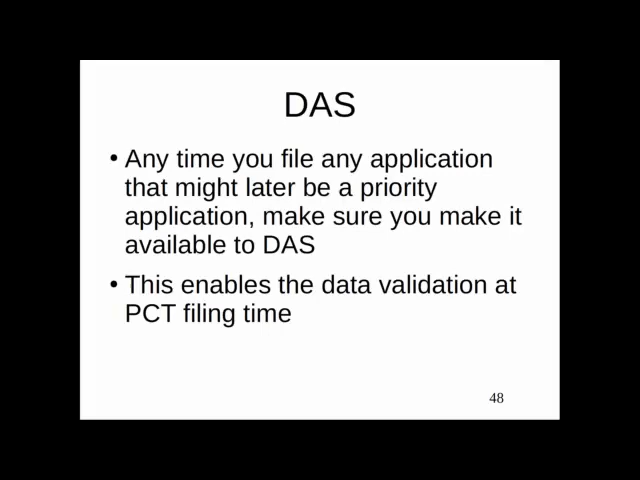 DAS
• Any time you file any application
that might later be a priority
application, make sure you make it
available to DAS
• This enables the data validation at
PCT filing time
48